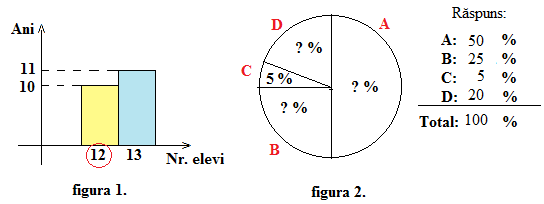 Ani
11
10
12 13
Nr. elevi
figura 1.
D
A
? %
C
5 %
? %
? %
B
figura 2.
Răspuns:
A: 50 %
B: 25 %
C: 5 %
D: 20 %
Total: 100 %